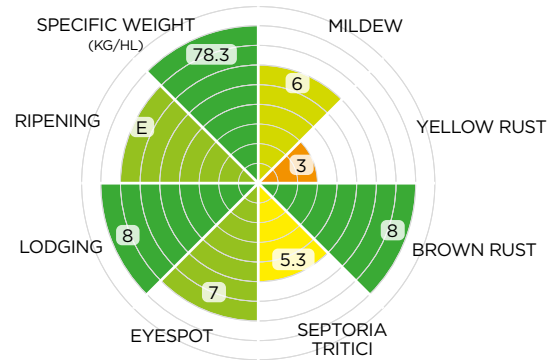 SPECIFIC WEIGHT
(KG/HL)
MILDEW
78.3
6
RIPENING
E
YELLOW RUST
3
LODGING
8
8
BROWN RUST
5.3
7
EYESPOT
SEPTORIA
TRITICI